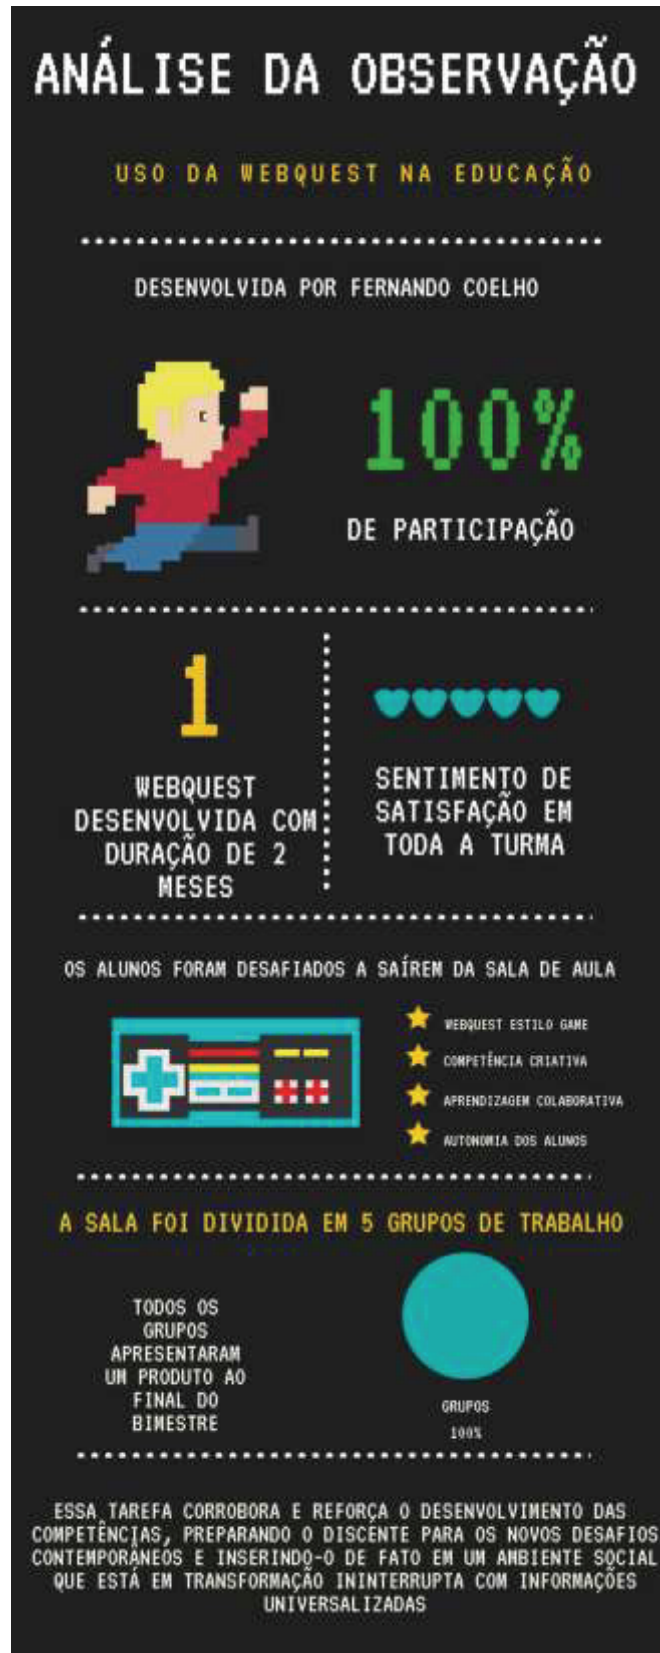 ANÁLISE DA OBSERVAÇÃO
USO DA WEBQUEST NA EDUCAÇÃO
DESENVOLVIDA POR FERNANDO COELHO
100%
DE PARTICIPAÇÃO
1
WEBQUEST
DESENVOLVIDA COM
DURAÇÃO DE 2
MESES
SENTIMENTO DE
SATISFAÇÃO EM
TODA A TURMA
OS ALUNOS FORAM DESAFIADOS A SAÍREM DA SALA DE AULA
WEBQUEST ESTILO GAME
COMPETÊNCIA CRIATIVA
APRENDIZAGEM COLABORATIVA
AUTONOMIA DOS ALUNOS
A SALA FOI DIVIDIDA EM 5 GRUPOS DE TRABALHO
TODOS OS
GRUPOS
APRESENTARAM
UM PRODUTO AO
FINAL DO
BIMESTRE
GRUPOS
100%
ESSA TAREFA CORROBORA E REFORÇA O DESENVOLVIMENTO DAS
COMPETÊNCIAS, PREPARANDO O DISCENTE PARA OS NOVOS DESAFIOS
CONTEMPORÂNEOS E INSERINDO-O DE FATO EM UM AMBIENTE SOCIAL
QUE ESTÁ EM TRANSFORMAÇÃO ININTERRUPTA COM INFORMAÇÕES
UNIVERSALIZADAS